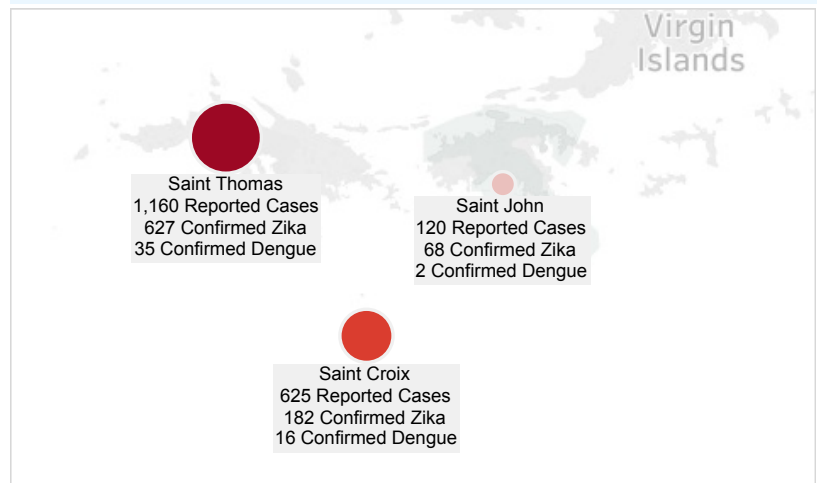 Virgin
Islands
Saint Thomas
1,160 Reported Cases
627 Confirmed Zika
35 Confirmed Dengue
Saint John
120 Reported Cases
68 Confirmed Zika
2 Confirmed Dengue
Saint Croix
625 Reported Cases
182 Confirmed Zika
16 Confirmed Dengue